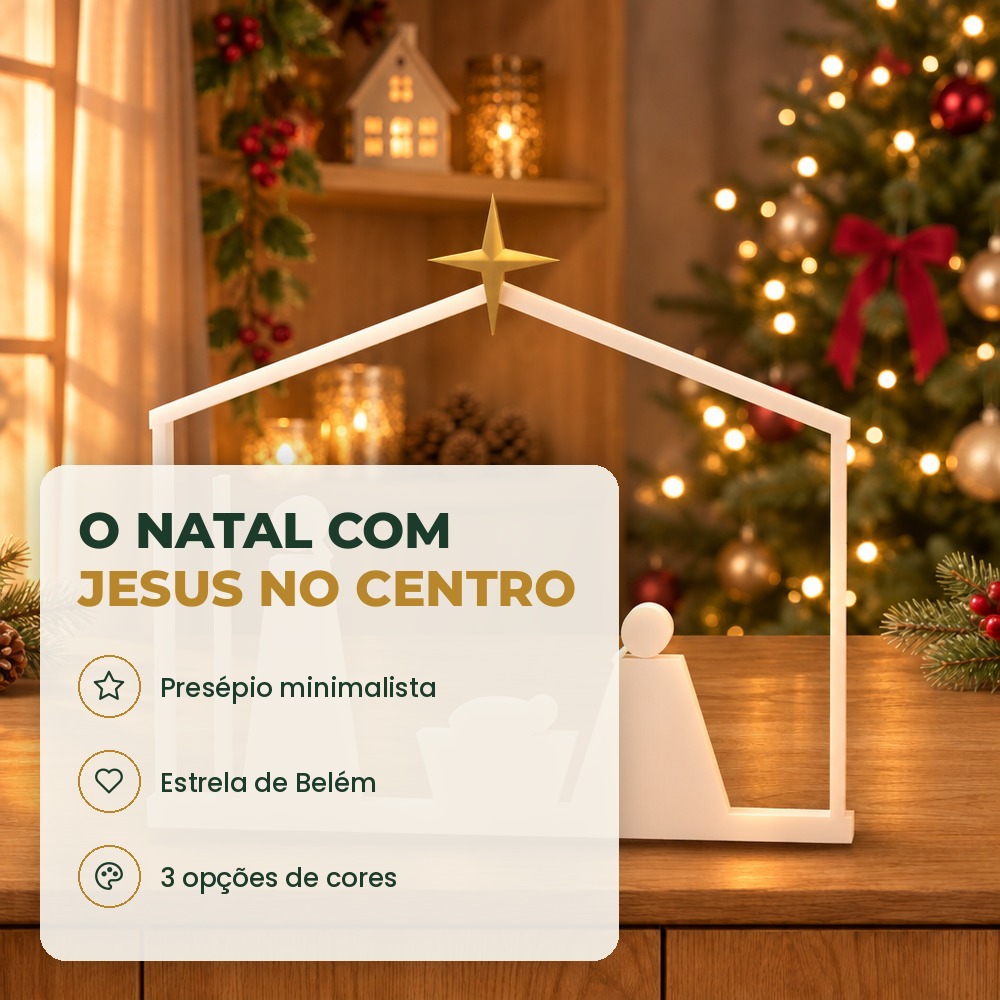 O NATAL COM
JESUS NO CENTRO
Presépio minimalista
Estrela de Belém
3 opções de cores